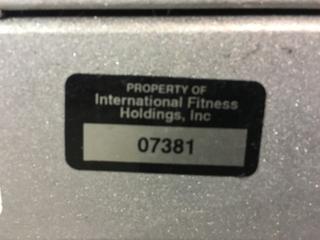 PROPERTY OF
International Fitness
Holdings, Inc
07381